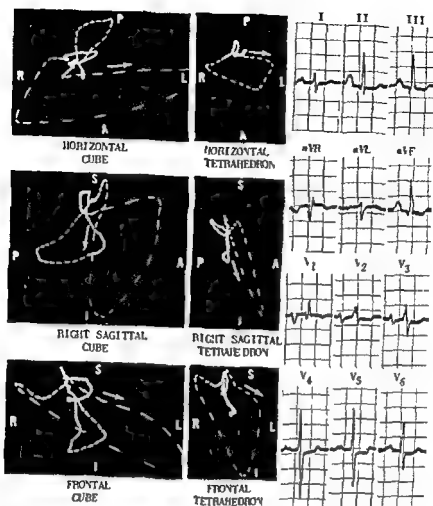 P
R
L
A
HORIZONTAL
CUBE
P
R
L
A
HORIZONTAL
TETRAHEDRON
S
P
A
I
RIGHT SAGITTAL
CUBE
S
P
A
I
RIGHT SAGITTAL
TETRAHEDRON
S
R
L
I
FRONTAL
CUBE
S
R
L
I
FRONTAL
TETRAHEDRON
I II III
aVR aVL aVF
V1 V2 V3
V4 V5 V6